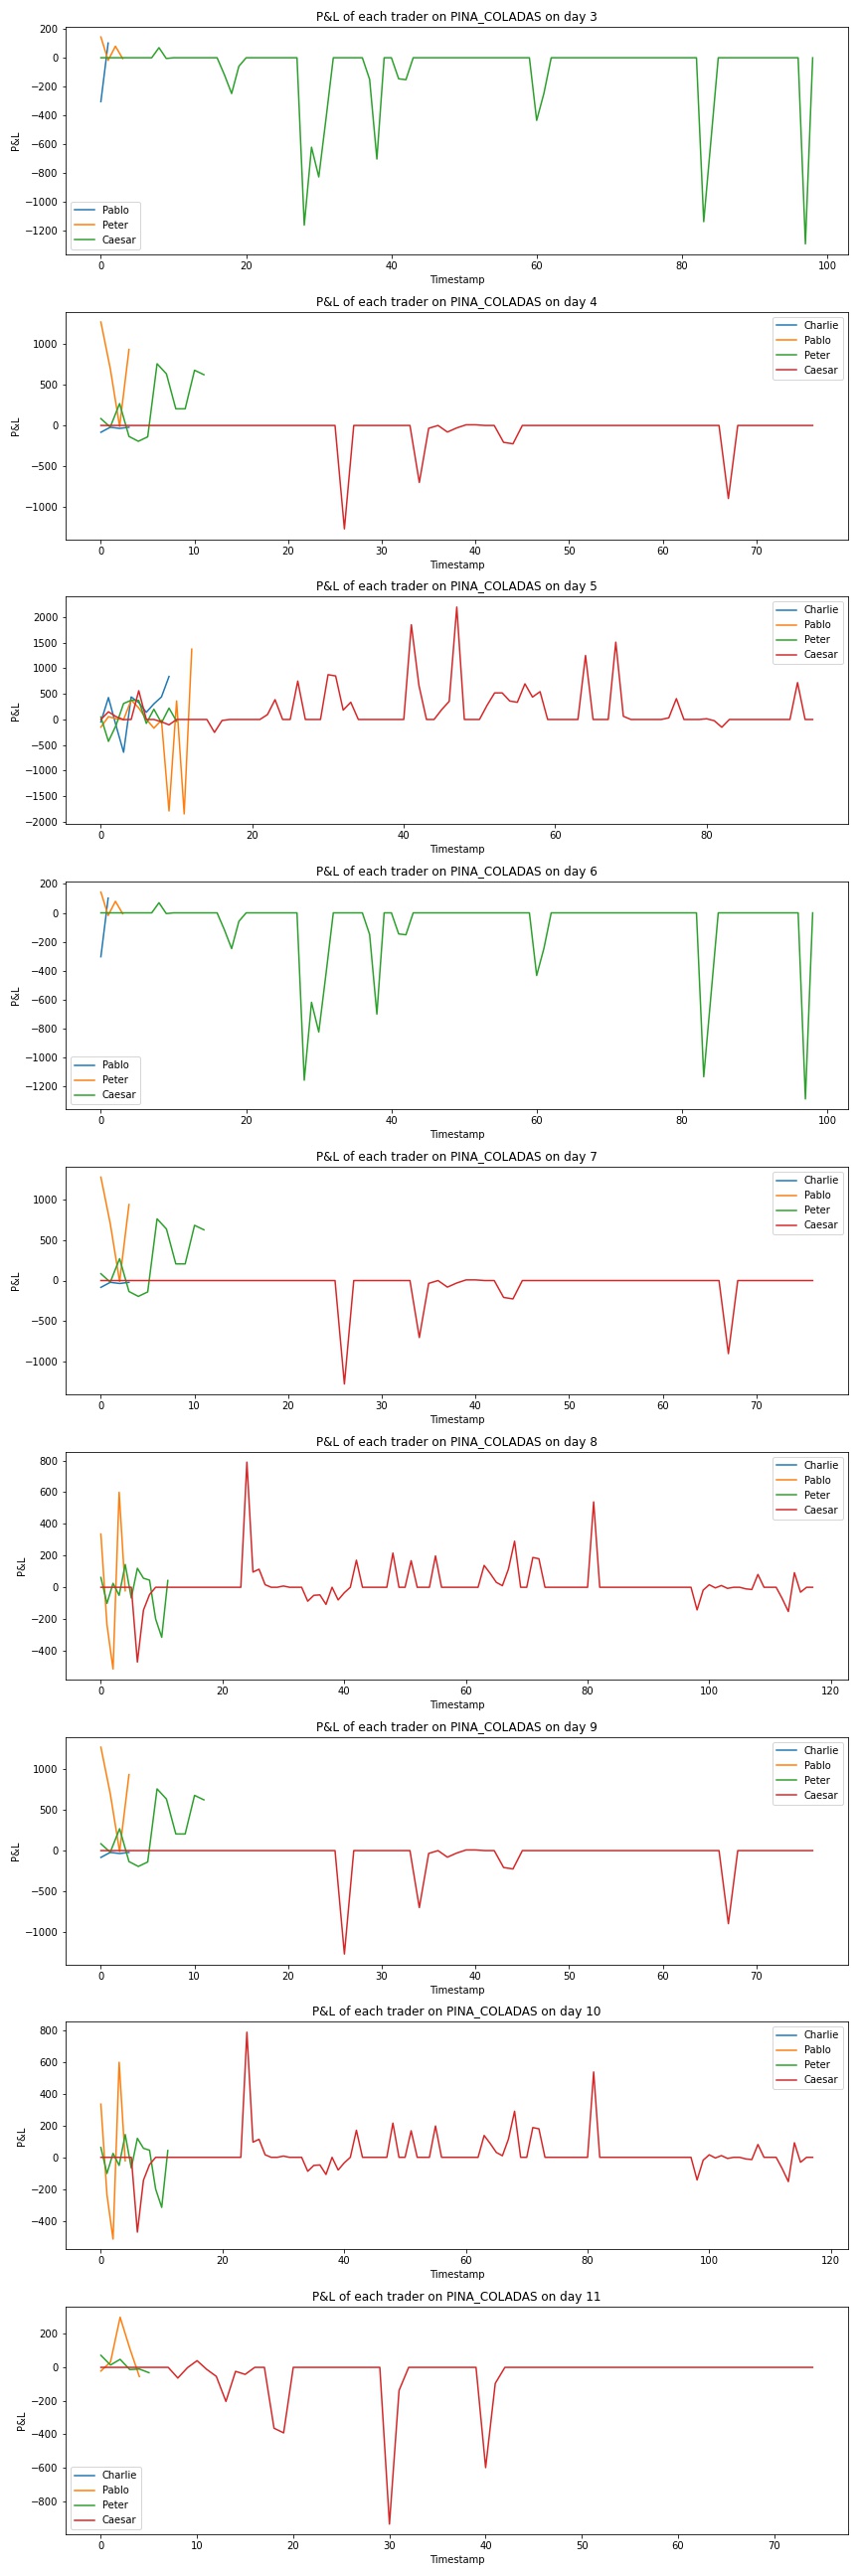 P&L of each trader on PINA_COLADAS on day 3
200
0
−200
−400
−600
−800
−1000
−1200
P&L
Pablo
Peter
Caesar
0 20 40 60 80 100
Timestamp
P&L of each trader on PINA_COLADAS on day 4
1000
500
0
−500
−1000
P&L
Charlie
Pablo
Peter
Caesar
0 10 20 30 40 50 60 70
Timestamp
P&L of each trader on PINA_COLADAS on day 5
2000
1500
1000
500
0
−500
−1000
−1500
−2000
P&L
Charlie
Pablo
Peter
Caesar
0 20 40 60 80
Timestamp
P&L of each trader on PINA_COLADAS on day 6
200
0
−200
−400
−600
−800
−1000
−1200
P&L
Pablo
Peter
Caesar
0 20 40 60 80 100
Timestamp
P&L of each trader on PINA_COLADAS on day 7
1000
500
0
−500
−1000
P&L
Charlie
Pablo
Peter
Caesar
0 10 20 30 40 50 60 70
Timestamp
P&L of each trader on PINA_COLADAS on day 8
800
600
400
200
0
−200
−400
P&L
Charlie
Pablo
Peter
Caesar
0 20 40 60 80 100 120
Timestamp
P&L of each trader on PINA_COLADAS on day 9
1000
500
0
−500
−1000
P&L
Charlie
Pablo
Peter
Caesar
0 10 20 30 40 50 60 70
Timestamp
P&L of each trader on PINA_COLADAS on day 10
800
600
400
200
0
−200
−400
P&L
Charlie
Pablo
Peter
Caesar
0 20 40 60 80 100 120
Timestamp
P&L of each trader on PINA_COLADAS on day 11
200
0
−200
−400
−600
−800
P&L
Charlie
Pablo
Peter
Caesar
0 10 20 30 40 50 60 70
Timestamp